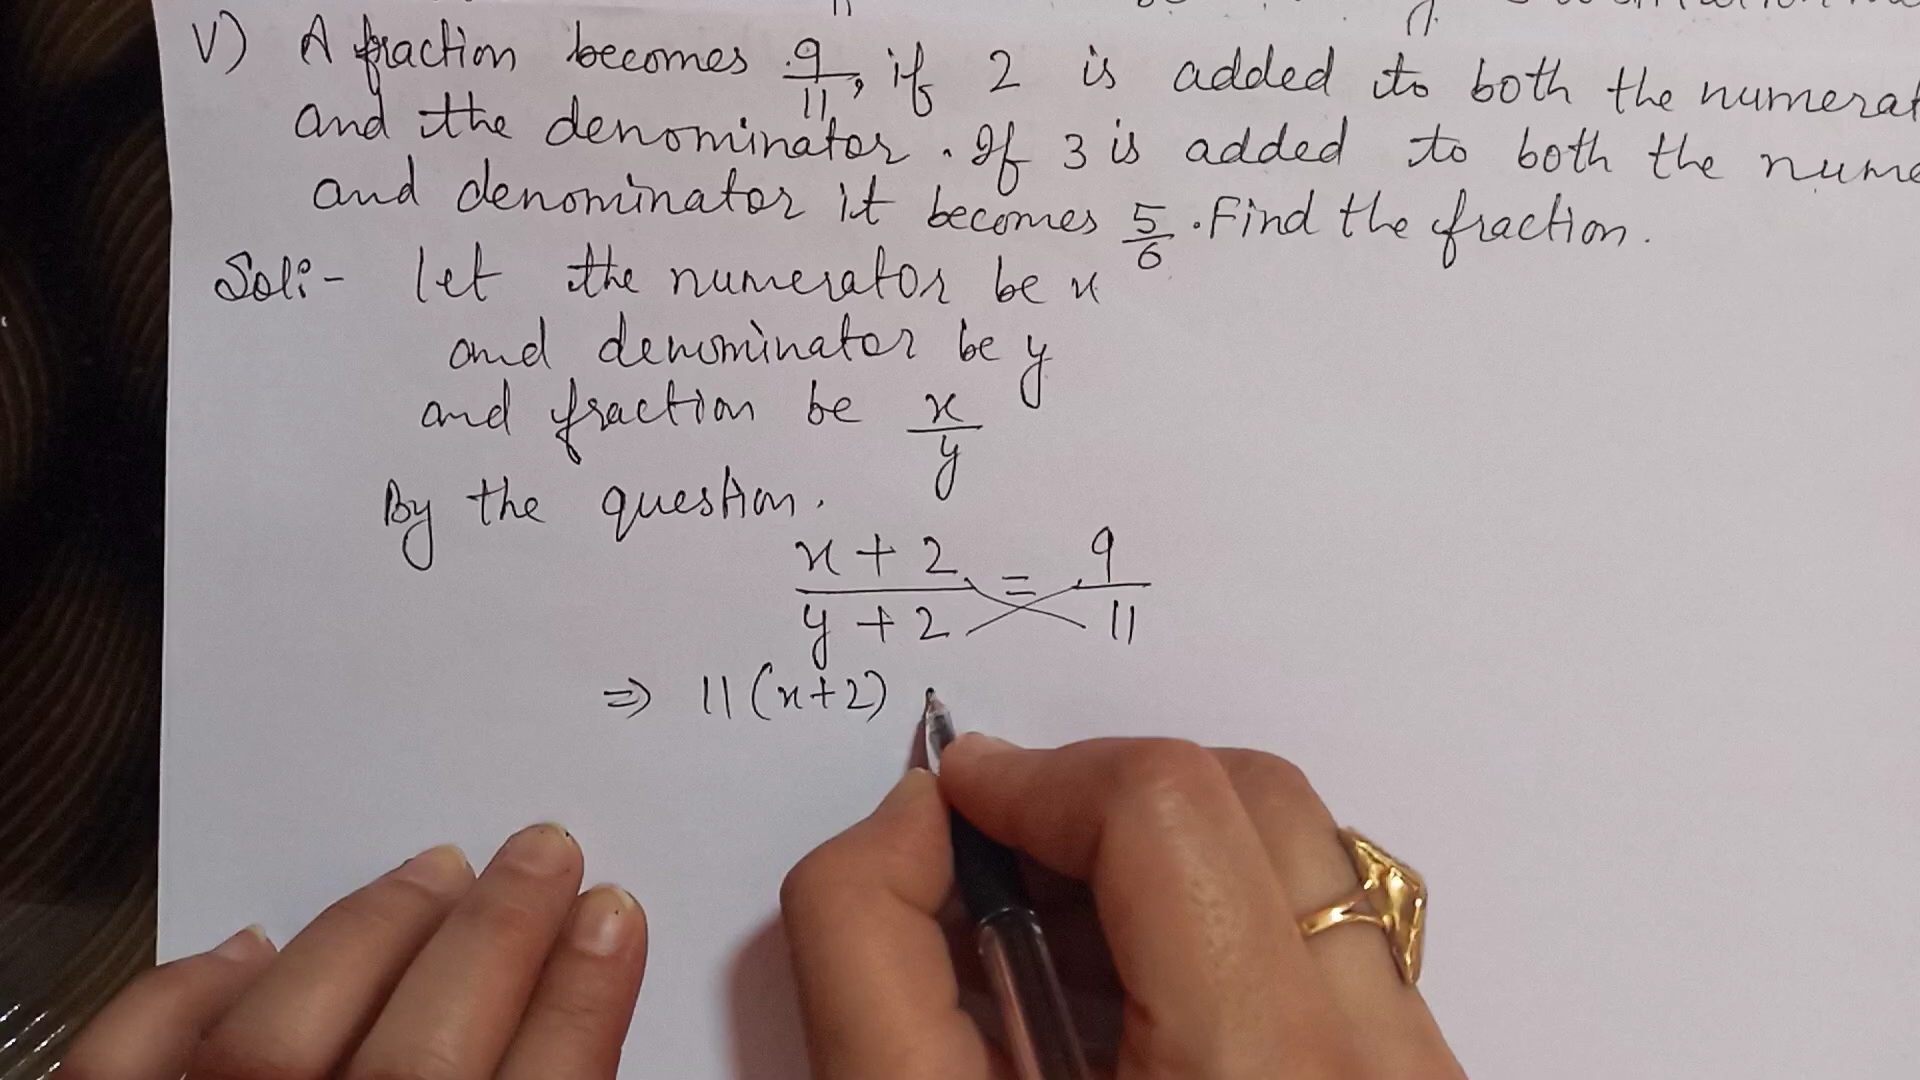 V) A fraction becomes 9/11, if 2 is added to both the numerat
and the denominator. If 3 is added to both the nume
and denominator it becomes 5/6. Find the fraction.
Sol:- let the numerator be x
and denominator be y
and fraction be x/y
By the question.
x + 2 / y + 2 = 9 / 11
⇒ 11(x+2)